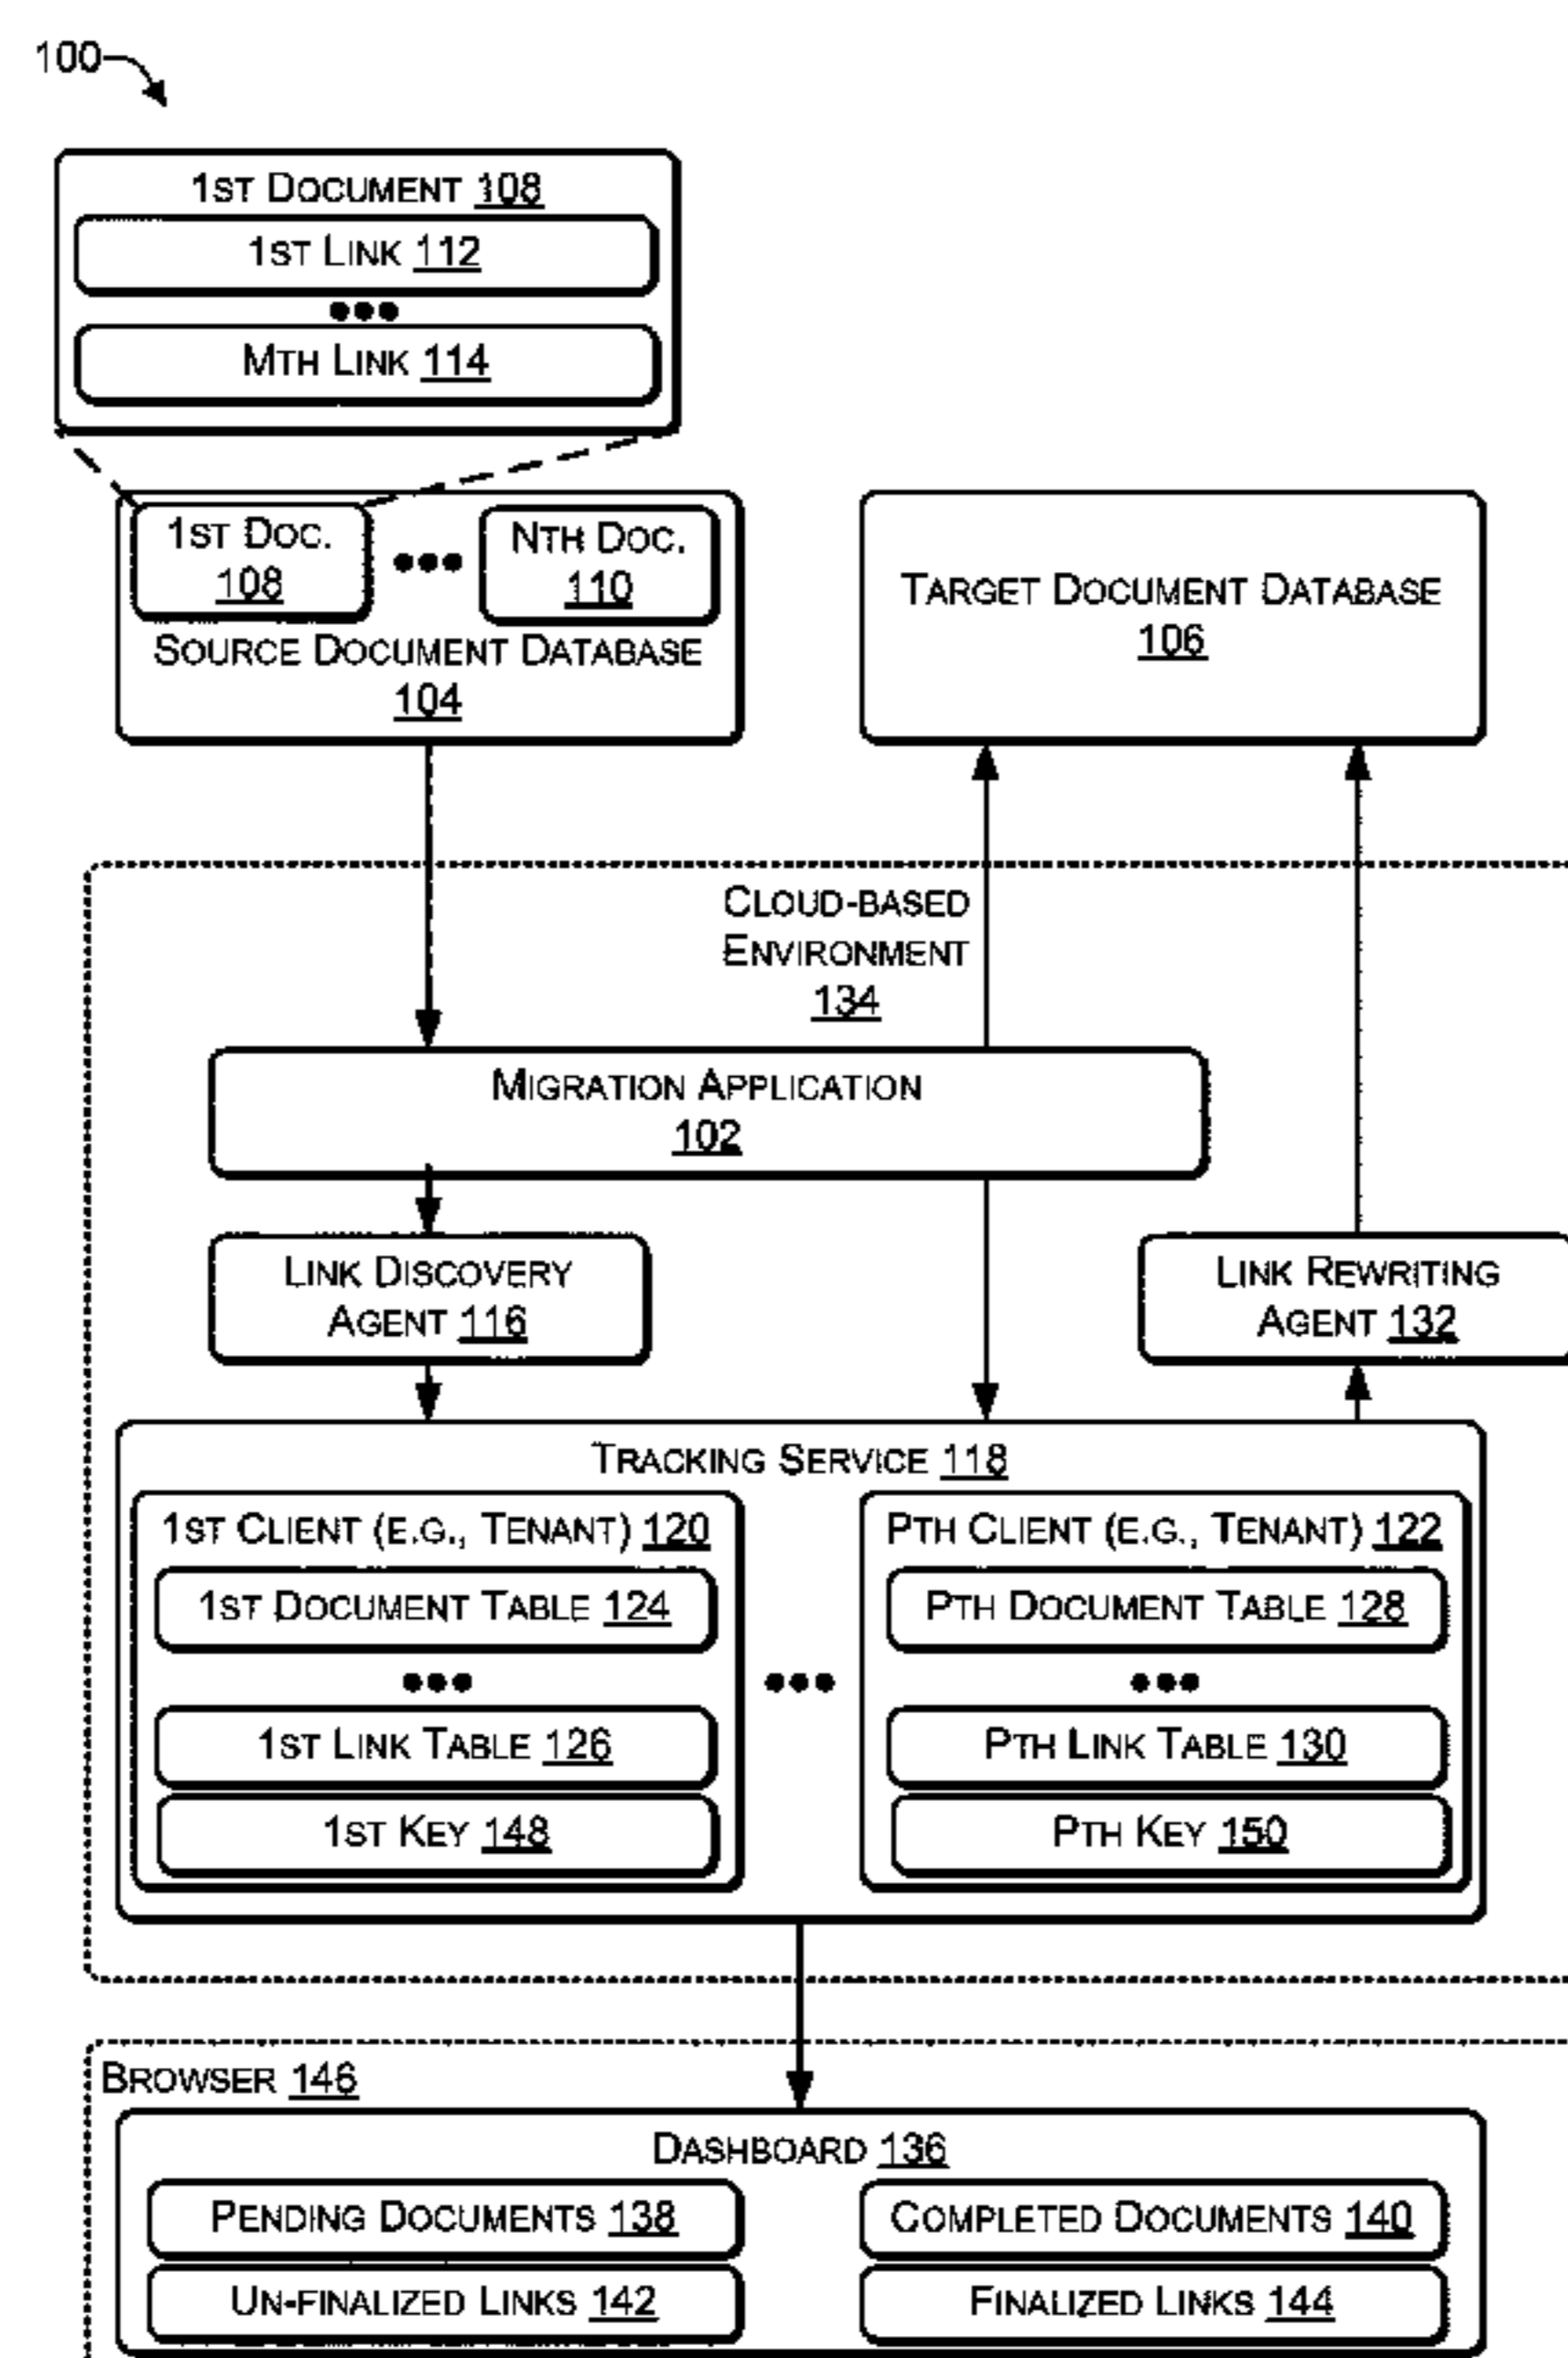 100
1ST DOCUMENT 108
1ST LINK 112
MTH LINK 114
1ST DOC.
108
NTH DOC.
110
SOURCE DOCUMENT DATABASE
104
TARGET DOCUMENT DATABASE
106
CLOUD-BASED
ENVIRONMENT
134
MIGRATION APPLICATION
102
LINK DISCOVERY
AGENT 116
LINK REWRITING
AGENT 132
TRACKING SERVICE 118
1ST CLIENT (E.G., TENANT) 120
1ST DOCUMENT TABLE 124
1ST LINK TABLE 126
1ST KEY 148
PTH CLIENT (E.G., TENANT) 122
PTH DOCUMENT TABLE 128
PTH LINK TABLE 130
PTH KEY 150
BROWSER 146
DASHBOARD 136
PENDING DOCUMENTS 138
COMPLETED DOCUMENTS 140
UN-FINALIZED LINKS 142
FINALIZED LINKS 144